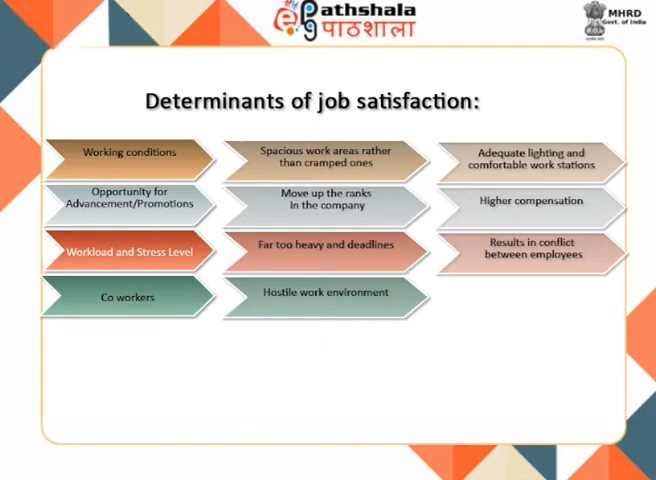 Pathshala
पाठशाला
MHRD
Govt. of India
Determinants of job satisfaction:
Working conditions
Spacious work areas rather
than cramped ones
Adequate lighting and
comfortable work stations
Opportunity for
Advancement/Promotions
Move up the ranks
In the company
Higher compensation
Workload and Stress Level
Far too heavy and deadlines
Results in conflict
between employees
Co workers
Hostile work environment